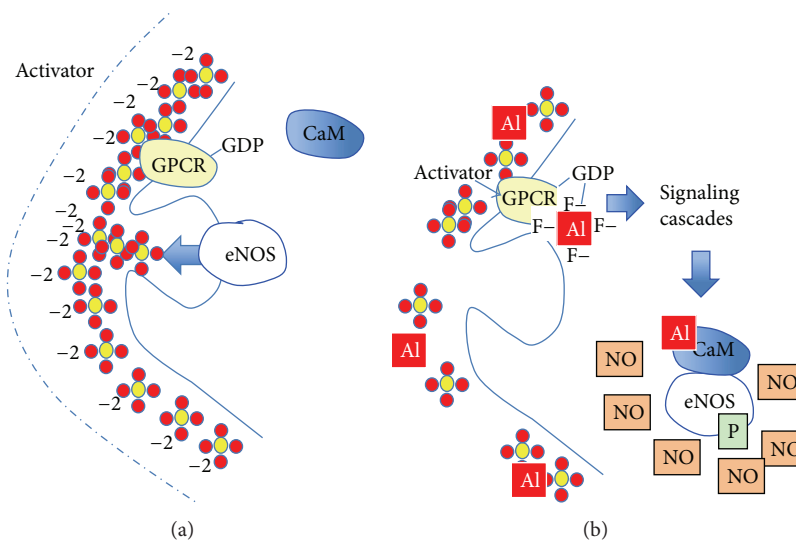 Activator
−2
−2
−2
−2
−2
−2
−2
−2
−2
−2
−2
−2
−2
GPCR
GDP
CaM
eNOS
(a)
Al
Activator
GPCR
GDP
F−
F−
Al
F−
Signaling
cascades
Al
Al
CaM
eNOS
P
NO
NO
NO
NO
NO
NO
Al
(b)